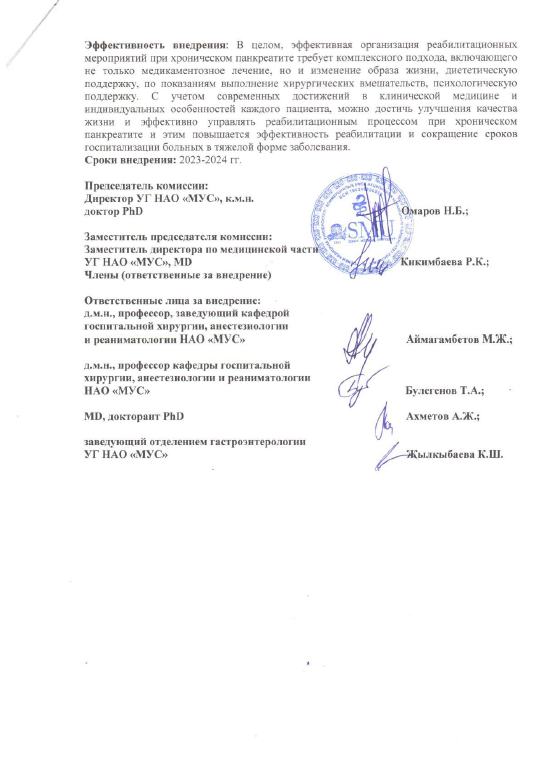 Эффективность внедрения: В целом, эффективная организация реабилитационных
мероприятий при хроническом панкреатите требует комплексного подхода, включающего
не только медикаментозное лечение, но и изменение образа жизни, диетическую
поддержку, по показаниям выполнение хирургических вмешательств, психологическую
поддержку. С учетом современных достижений в клинической медицине и
индивидуальных особенностей каждого пациента, можно достичь улучшения качества
жизни и эффективно управлять реабилитационным процессом при хроническом
панкреатите и этим повышается эффективность реабилитации и сокращение сроков
госпитализации больных в тяжелой форме заболевания.
Сроки внедрения: 2023-2024 гг.
Председатель комиссии:
Директор УГ НАО «МУС», к.м.н.
доктор PhD Омаров Н.Б.;
SMU
Заместитель председателя комиссии:
Заместитель директора по медицинской части
УГ НАО «МУС», MD Кикимбаева Р.К.;
Члены (ответственные за внедрение)
Ответственные лица за внедрение:
д.м.н., профессор, заведующий кафедрой
госпитальной хирургии, анестезиологии
и реаниматологии НАО «МУС» Аймагамбетов М.Ж.;
д.м.н., профессор кафедры госпитальной
хирургии, анестезиологии и реаниматологии
НАО «МУС» Булегенов Т.А.;
MD, докторант PhD Ахметов А.Ж.;
заведующий отделением гастроэнтерологии
УГ НАО «МУС» Жылкыбаева К.Ш.